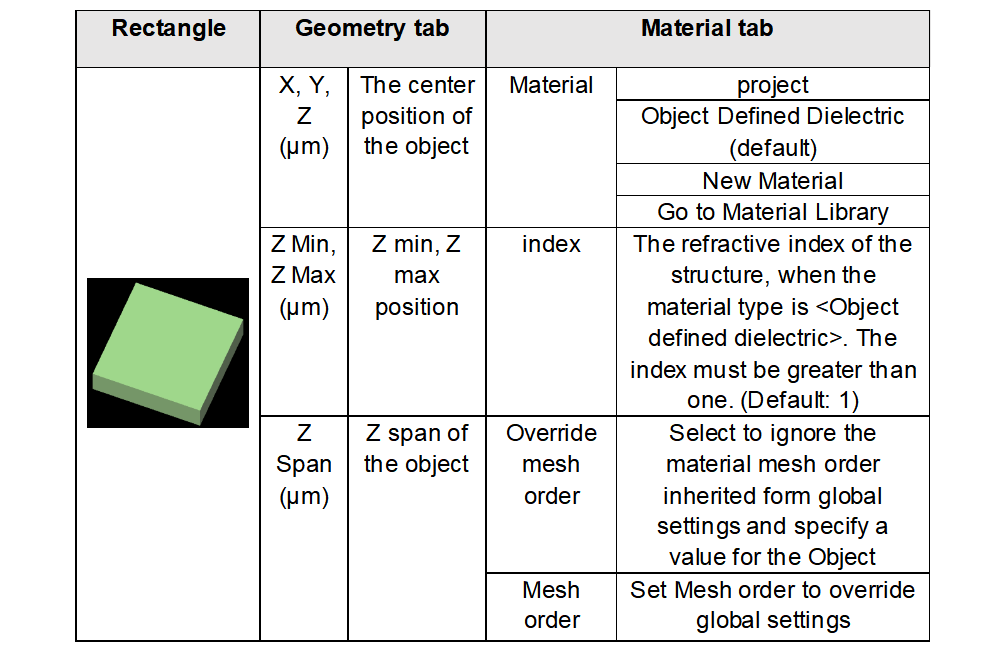 Rectangle
Geometry tab
Material tab
X, Y,
Z
(μm)
The center
position of
the object
Material
project
Object Defined Dielectric
(default)
New Material
Go to Material Library
Z Min,
Z Max
(μm)
Z min, Z
max
position
index
The refractive index of the
structure, when the
material type is <Object
defined dielectric>. The
index must be greater than
one. (Default: 1)
Z
Span
(μm)
Z span of
the object
Override
mesh
order
Select to ignore the
material mesh order
inherited form global
settings and specify a
value for the Object
Mesh
order
Set Mesh order to override
global settings